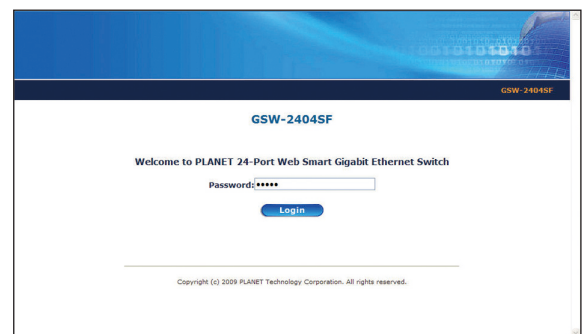 GSW-2404SF
GSW-2404SF
Welcome to PLANET 24-Port Web Smart Gigabit Ethernet Switch
Password: •••••
Login
Copyright (c) 2009 PLANET Technology Corporation. All rights reserved.